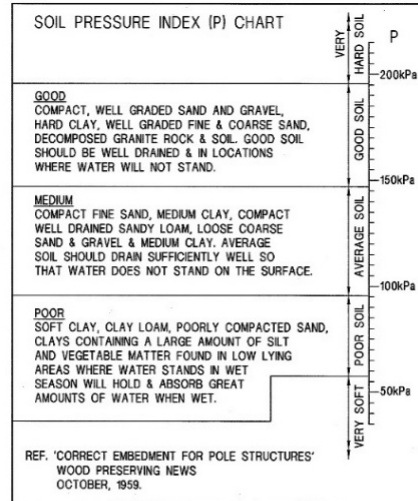 SOIL PRESSURE INDEX (P) CHART
VERY
HARD SOIL
P
200kPa
GOOD
COMPACT, WELL GRADED SAND AND GRAVEL,
HARD CLAY, WELL GRADED FINE & COARSE SAND,
DECOMPOSED GRANITE ROCK & SOIL. GOOD SOIL
SHOULD BE WELL DRAINED & IN LOCATIONS
WHERE WATER WILL NOT STAND.
GOOD SOIL
150kPa
MEDIUM
COMPACT FINE SAND, MEDIUM CLAY, COMPACT
WELL DRAINED SANDY LOAM, LOOSE COARSE
SAND & GRAVEL & MEDIUM CLAY. AVERAGE
SOIL SHOULD DRAIN SUFFICIENTLY WELL SO
THAT WATER DOES NOT STAND ON THE SURFACE.
AVERAGE SOIL
100kPa
POOR
SOFT CLAY, CLAY LOAM, POORLY COMPACTED SAND,
CLAYS CONTAINING A LARGE AMOUNT OF SILT
AND VEGETABLE MATTER FOUND IN LOW LYING
AREAS WHERE WATER STANDS IN WET
SEASON WILL HOLD & ABSORB GREAT
AMOUNTS OF WATER WHEN WET.
POOR SOIL
50kPa
VERY SOFT
REF. 'CORRECT EMBEDMENT FOR POLE STRUCTURES'
WOOD PRESERVING NEWS
OCTOBER, 1959.